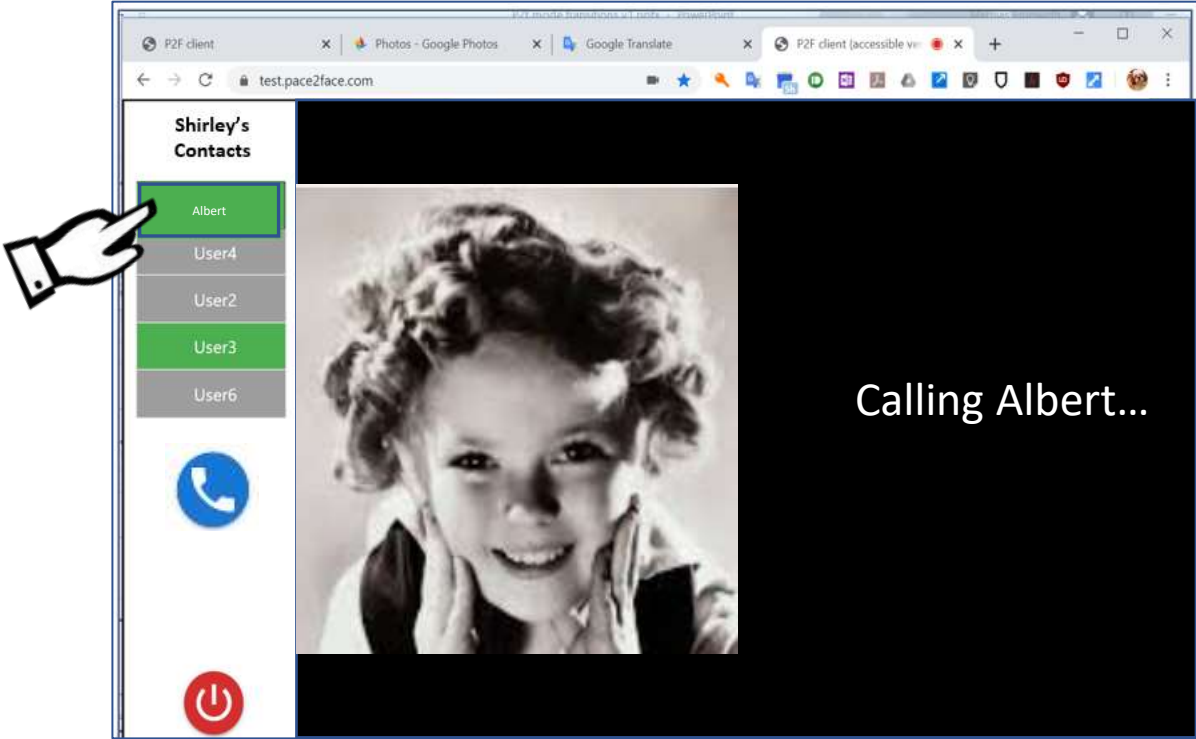 P2F client
Photos - Google Photos
Google Translate
P2F client (accessible ver
test.pace2face.com
Shirley's
Contacts
Albert
User4
User2
User3
User6
Calling Albert...